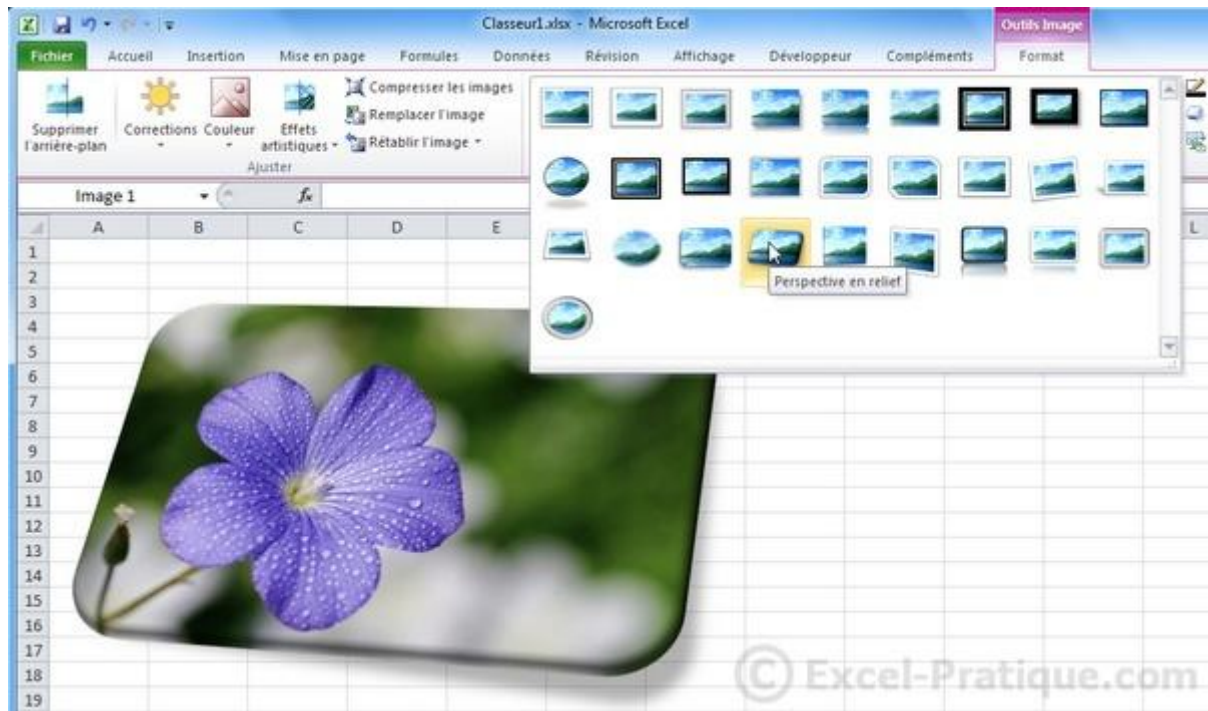 Classeur1.xlsx - Microsoft Excel
Outils Image
Fichier Accueil Insertion Mise en page Formules Données Révision Affichage Développeur Compléments Format
Supprimer l'arrière-plan
Corrections
Couleur
Effets artistiques
Compresser les images
Remplacer l'image
Rétablir l'image
Ajuster
Image 1
fx
A B C D E L
1
2
3
4
5
6
7
8
9
10
11
12
13
14
15
16
17
18
19
Perspective en relief
© Excel-Pratique.com